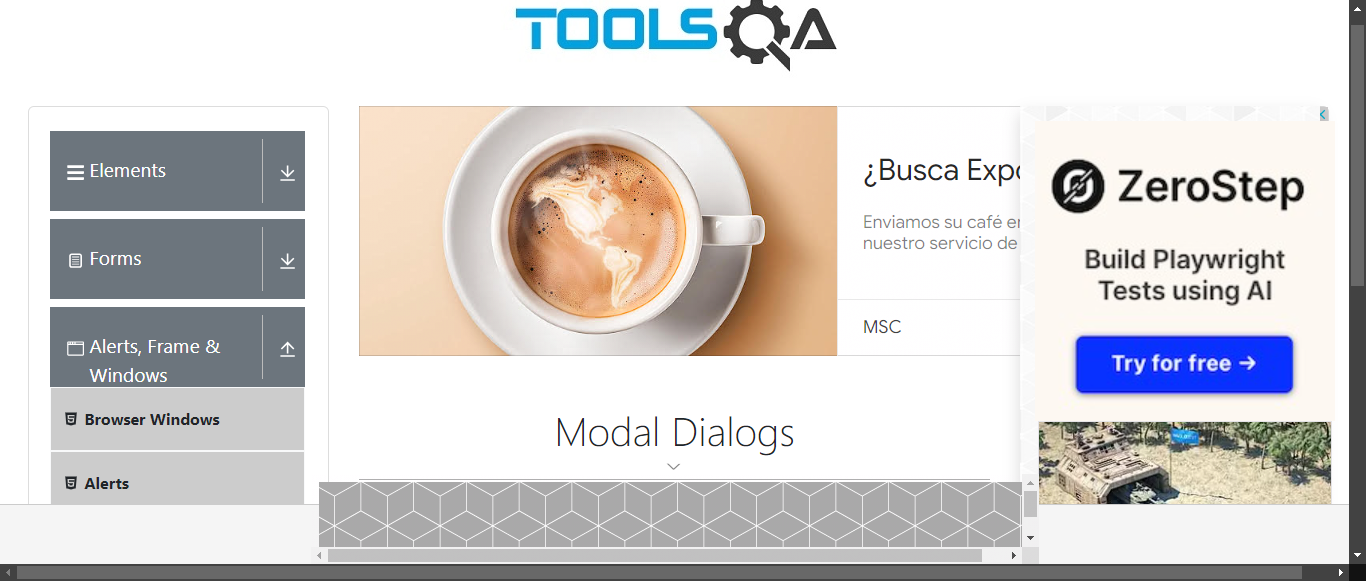 TOOLSQA
Elements
Forms
Alerts, Frame &
Windows
Browser Windows
Alerts
¿Busca Expo
Enviamos su café en
nuestro servicio de
MSC
Modal Dialogs
ZeroStep
Build Playwright
Tests using AI
Try for free →